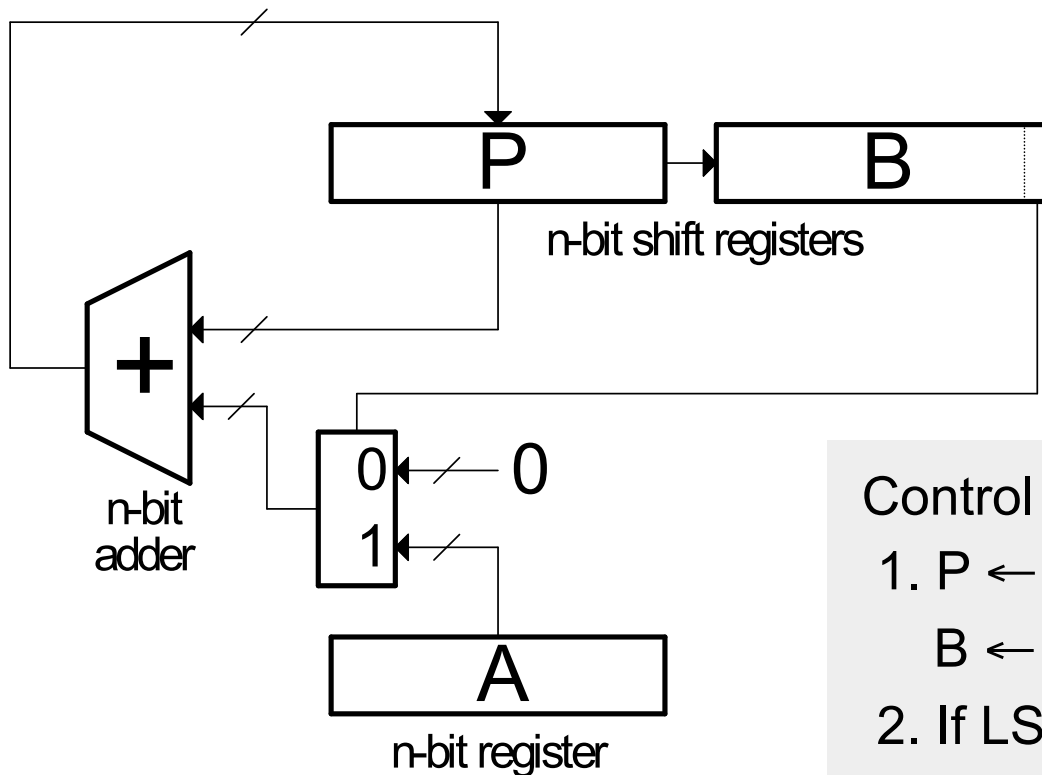 P
B
n-bit shift registers
+
n-bit
adder
0
0
1
A
n-bit register
Control
1. P ←
B ←
2. If LS